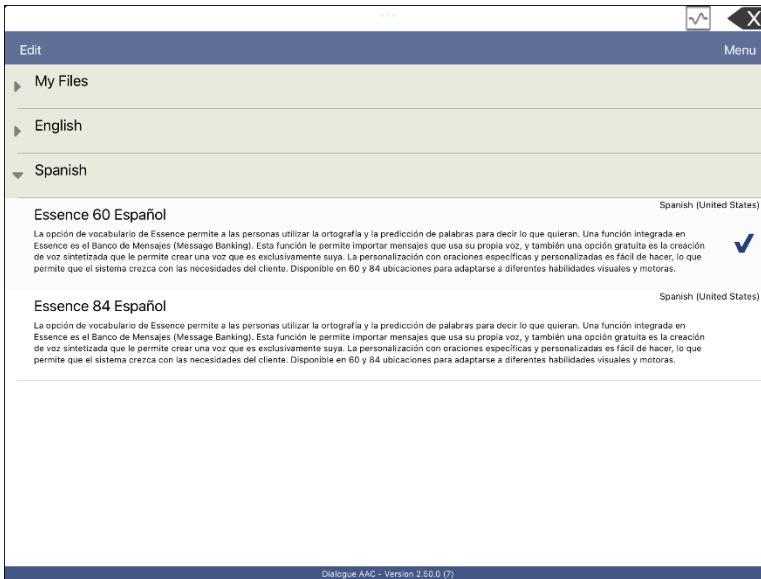 Edit
Menu
My Files
English
Spanish
Spanish (United States)
Essence 60 Español
La opción de vocabulario de Essence permite a las personas utilizar la ortografía y la predicción de palabras para decir lo que quieran. Una función integrada en
Essence es el Banco de Mensajes (Message Banking). Esta función le permite importar mensajes que usa su propia voz, y también una opción gratuita es la creación
de voz sintetizada que le permite crear una voz que es exclusivamente suya. La personalización con oraciones específicas y personalizadas es fácil de hacer, lo que
permite que el sistema crezca con las necesidades del cliente. Disponible en 60 y 84 ubicaciones para adaptarse a diferentes habilidades visuales y motoras.
Spanish (United States)
Essence 84 Español
La opción de vocabulario de Essence permite a las personas utilizar la ortografía y la predicción de palabras para decir lo que quieran. Una función integrada en
Essence es el Banco de Mensajes (Message Banking). Esta función le permite importar mensajes que usa su propia voz, y también una opción gratuita es la creación
de voz sintetizada que le permite crear una voz que es exclusivamente suya. La personalización con oraciones específicas y personalizadas es fácil de hacer, lo que
permite que el sistema crezca con las necesidades del cliente. Disponible en 60 y 84 ubicaciones para adaptarse a diferentes habilidades visuales y motoras.
Dialogue AAC - Version 2.50.0 (7)